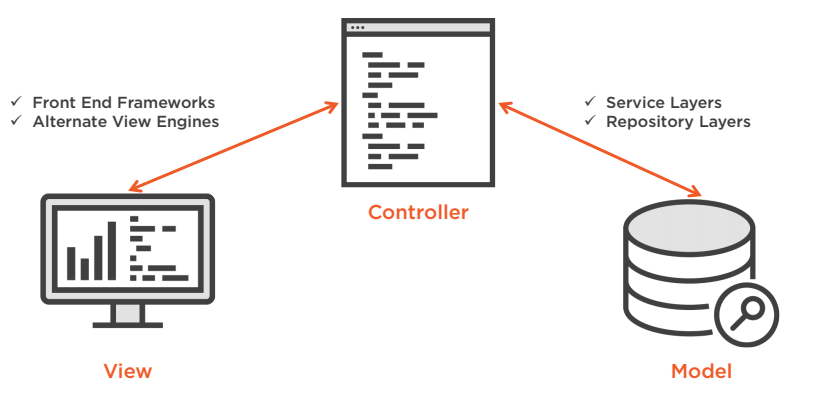 ✓ Front End Frameworks
✓ Alternate View Engines
✓ Service Layers
✓ Repository Layers
Controller
View
Model